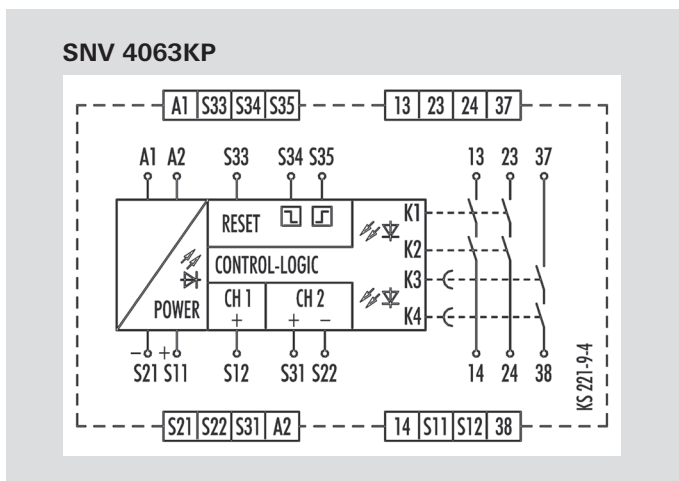 SNV 4063KP
A1 S33 S34 S35 13 23 24 37
A1 A2 S33 S34 S35 13 23 37
RESET K1
K2
CONTROL-LOGIC K3
CH 1 CH 2
POWER + + − K4
− +
S21 S11 S12 S31 S22 14 24 38
KS 221-9-4
S21 S22 S31 A2 14 S11 S12 38